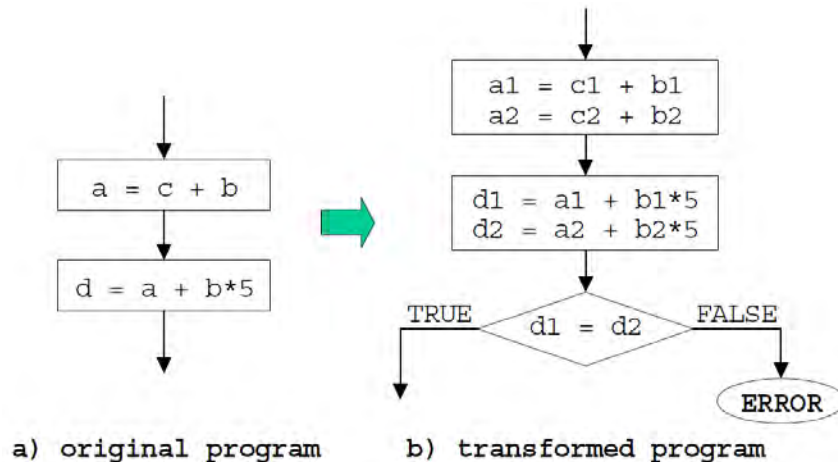 a = c + b
d = a + b*5
a1 = c1 + b1
a2 = c2 + b2
d1 = a1 + b1*5
d2 = a2 + b2*5
TRUE
d1 = d2
FALSE
ERROR
a) original program
b) transformed program